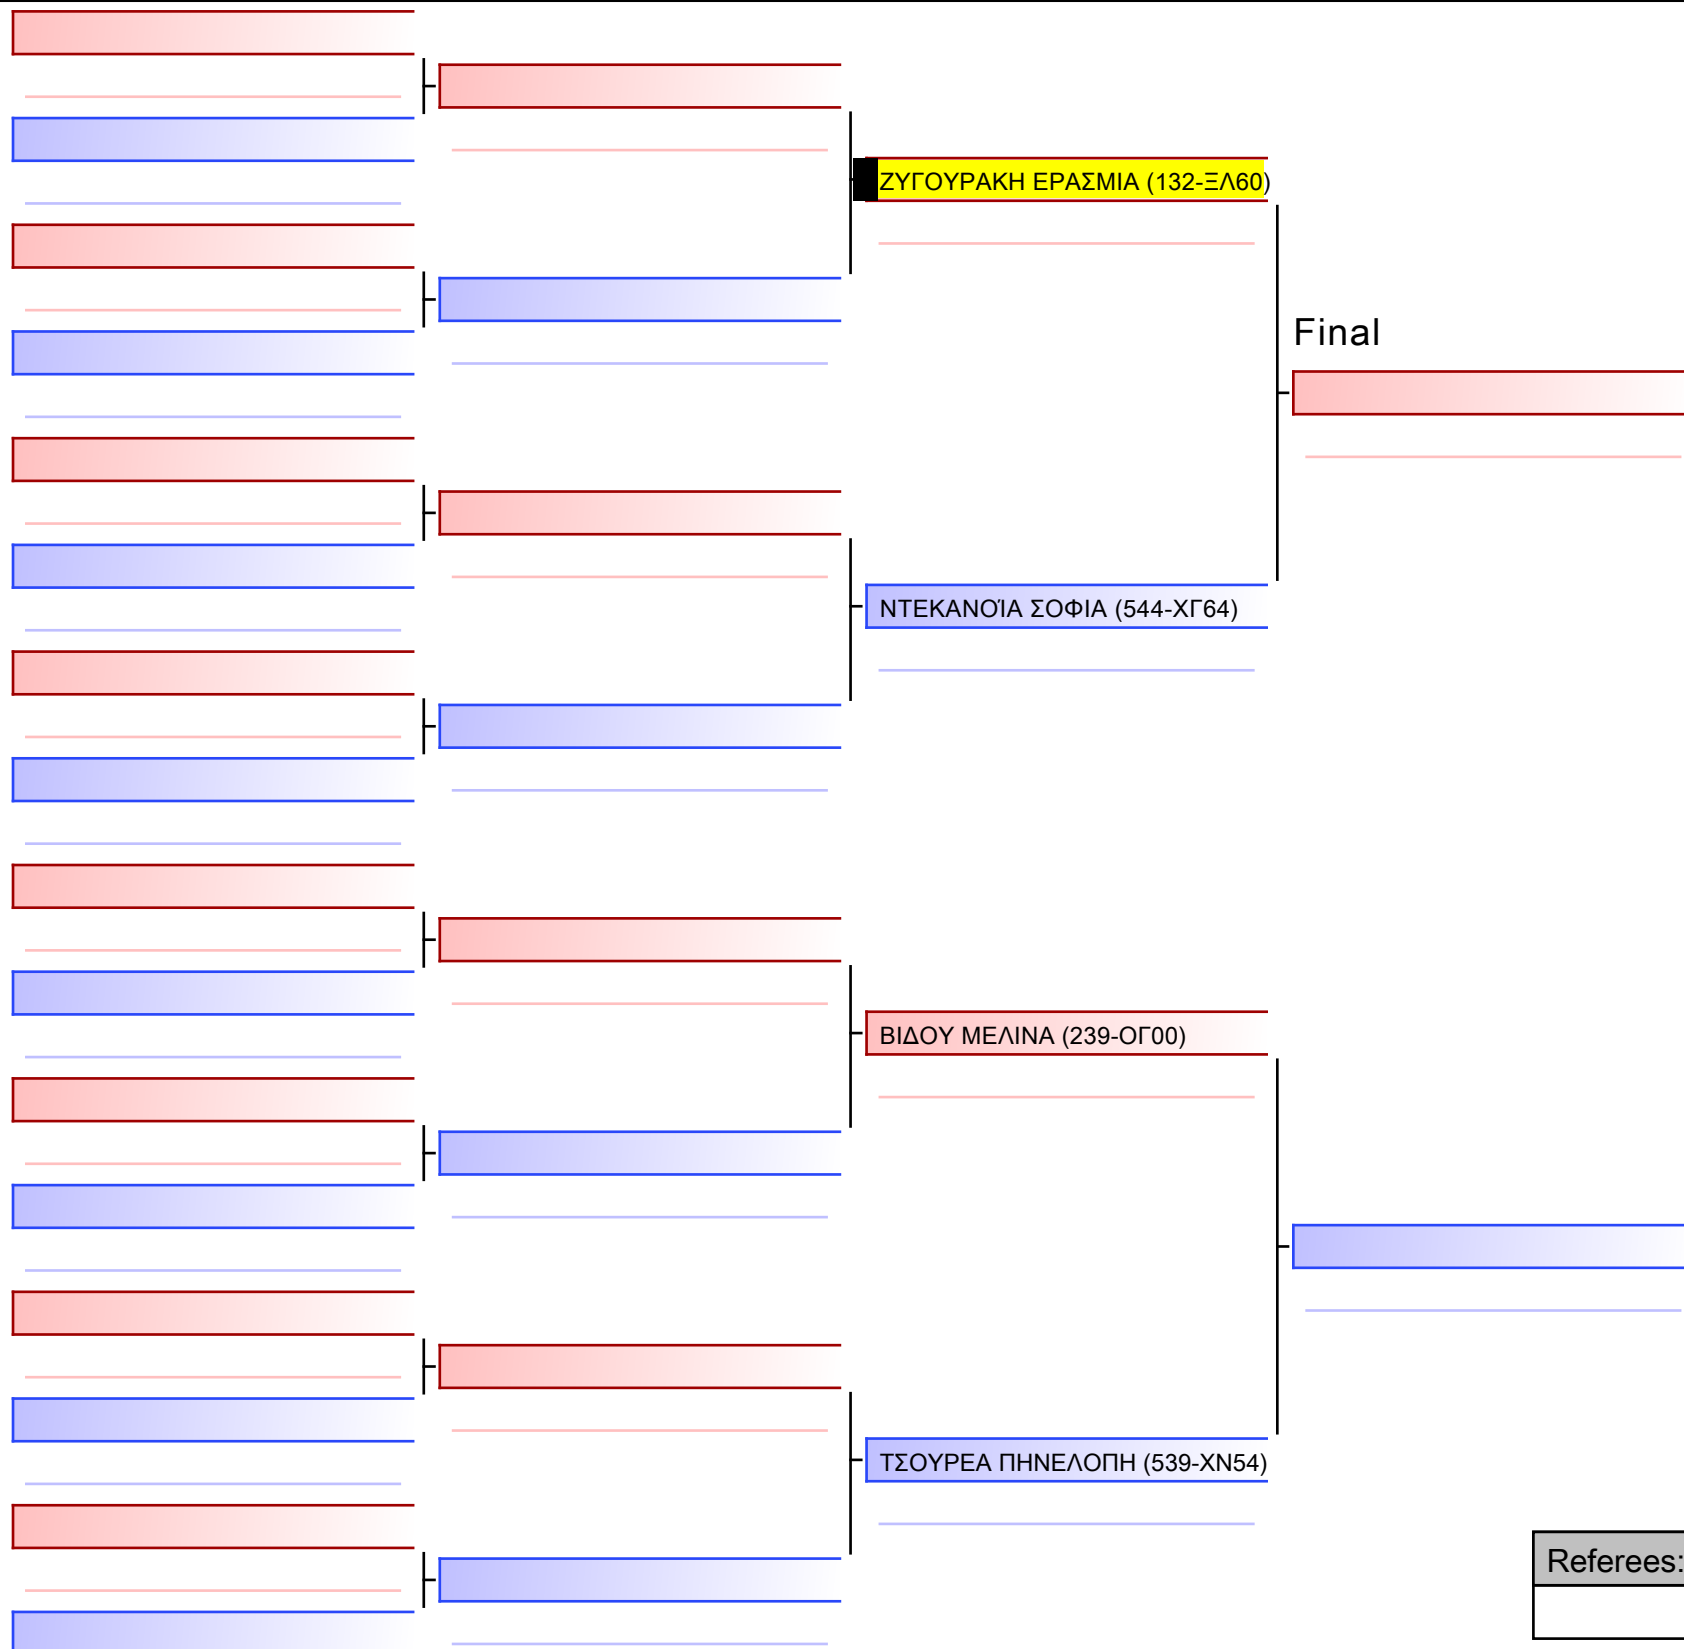 ΖΥΓΟΥΡΑΚΗ ΕΡΑΣΜΙΑ (132-ΞΛ60)
Final
ΝΤΕΚΑΝΟΪΑ ΣΟΦΙΑ (544-ΧΓ64)
ΒΙΔΟΥ ΜΕΛΙΝΑ (239-ΟΓ00)
ΤΣΟΥΡΕΑ ΠΗΝΕΛΟΠΗ (539-ΧΝ54)
Referees: